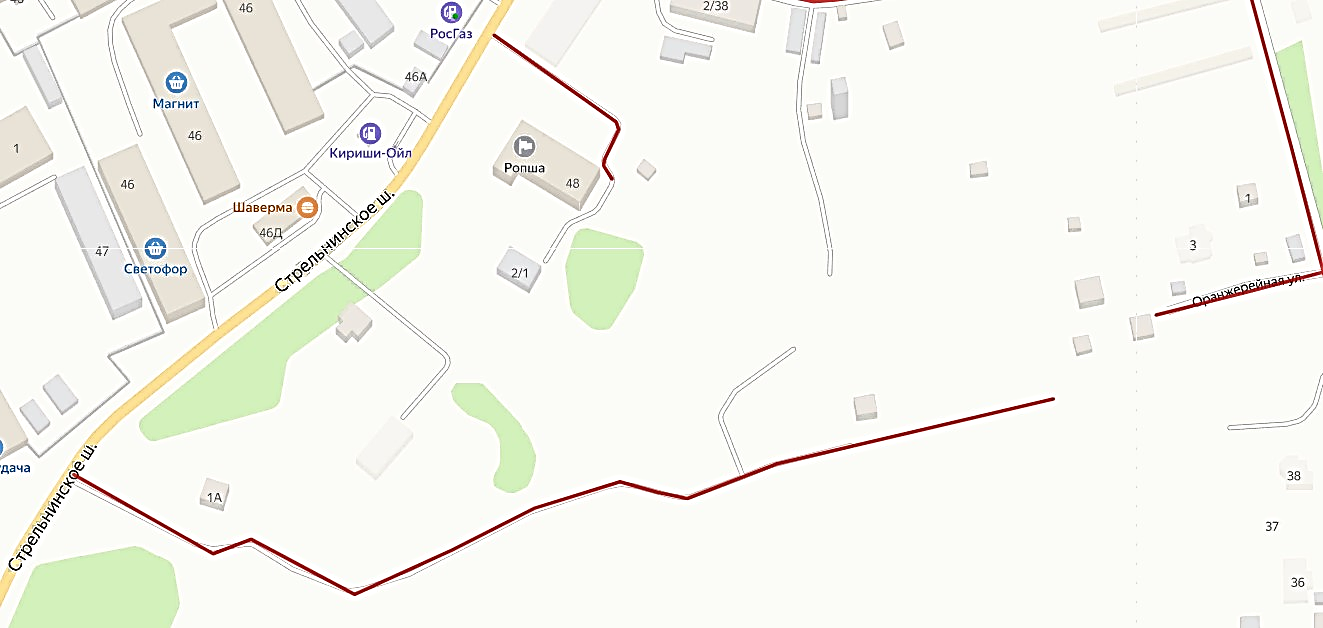 46
2/38
РосГаз
46А
Магнит
46
1
Кириши-Ойл
Ропша
48
46
Шаверма
46Д
1
3
47
Светофор
Стрельнинское ш.
2/1
Оранжерейная ул.
Стрельнинское ш.
1А
38
37
36